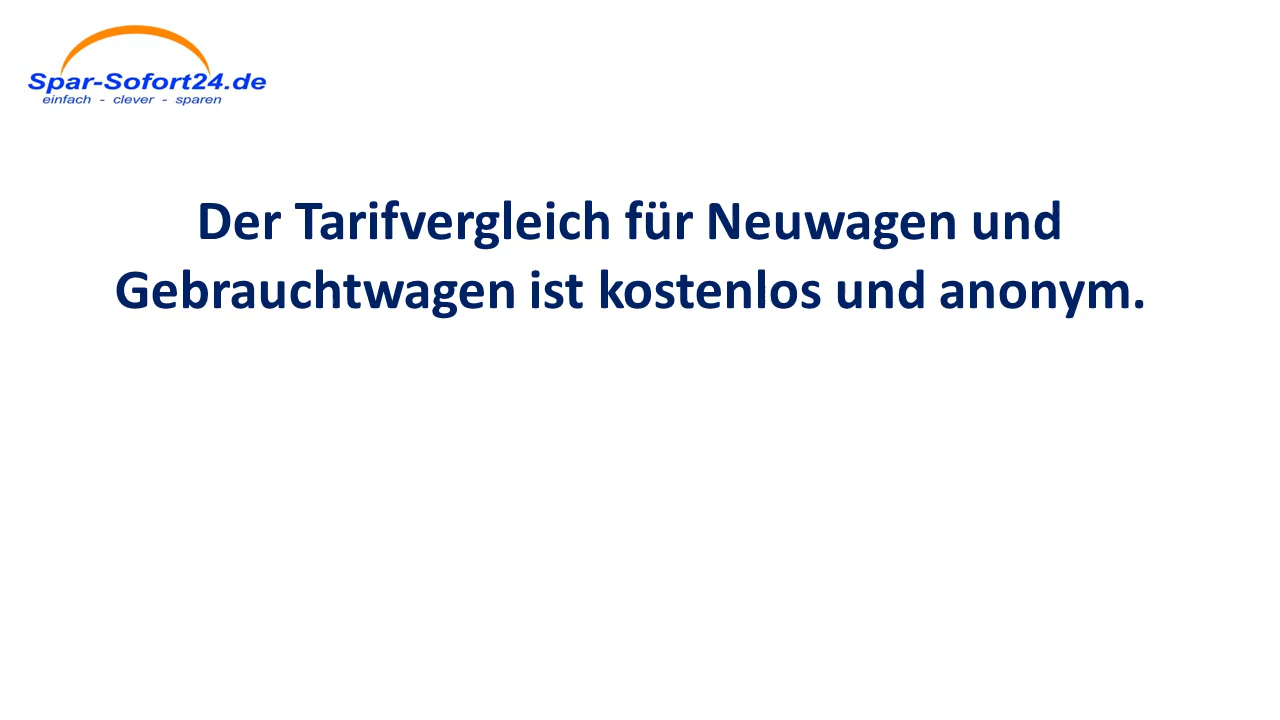 Spar-Sofort24.de
einfach - clever - sparen
Der Tarifvergleich für Neuwagen und
Gebrauchtwagen ist kostenlos und anonym.